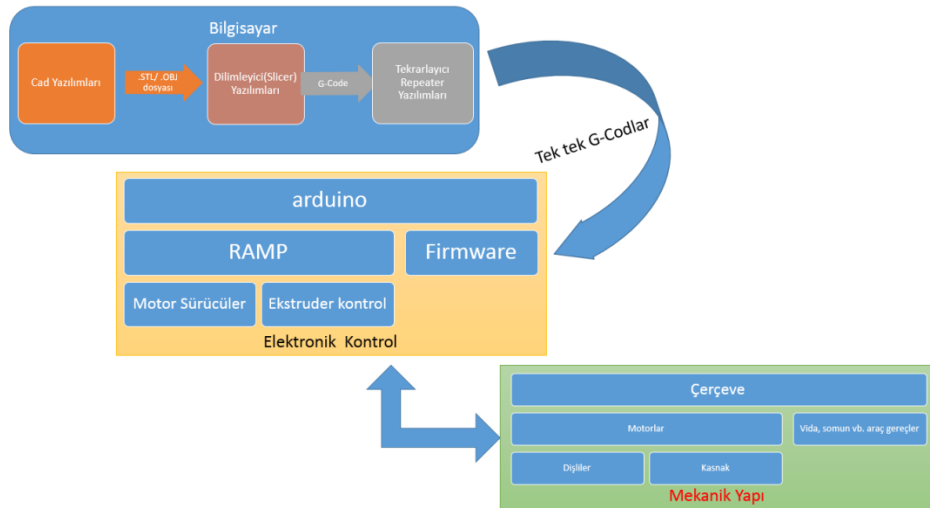 Bilgisayar
Cad Yazılımları
.STL/ .OBJ
dosyası
Dilimleyici(Slicer)
Yazılımları
G-Code
Tekrarlayıcı
Repeater
Yazılımları
Tek tek G-Codlar
arduino
RAMP
Firmware
Motor Sürücüler
Ekstruder kontrol
Elektronik Kontrol
Çerçeve
Motorlar
Vida, somun vb. araç gereçler
Dişliler
Kasnak
Mekanik Yapı